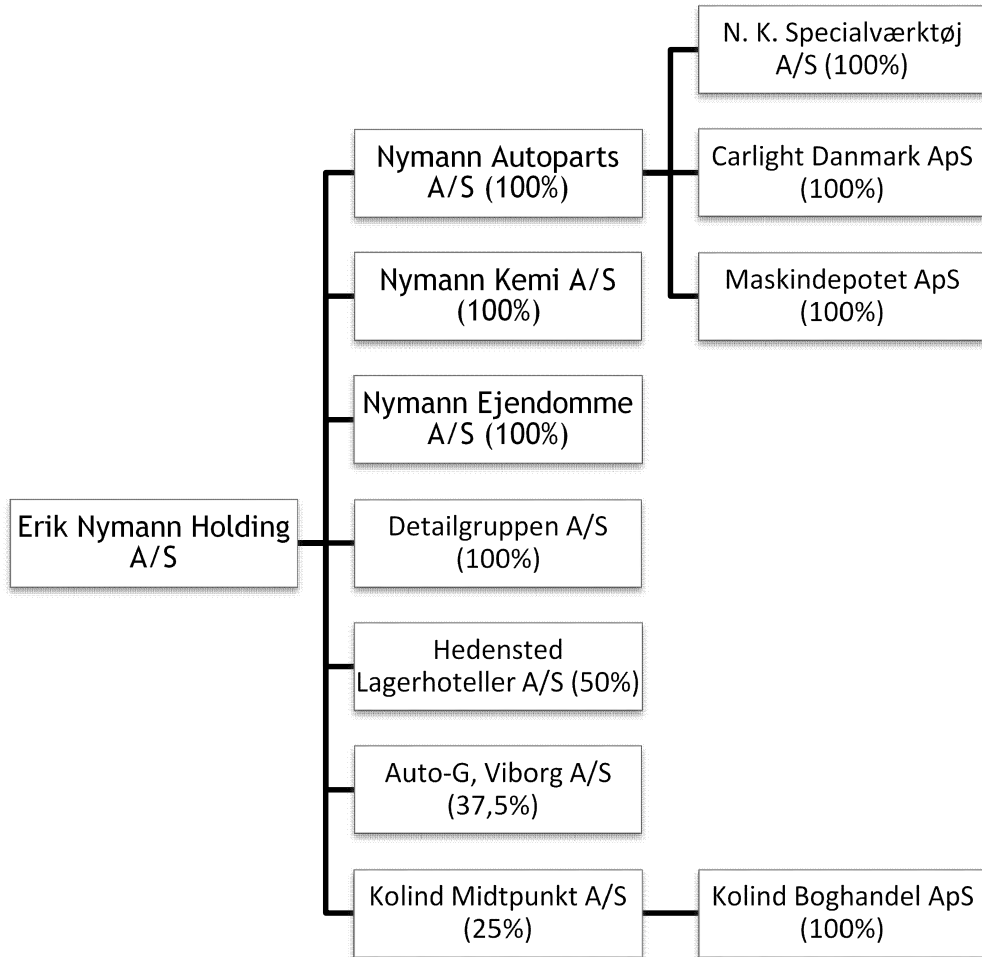 N. K. Specialværktøj
A/S (100%)
Nymann Autoparts
A/S (100%)
Carlight Danmark ApS
(100%)
Nymann Kemi A/S
(100%)
Maskindepotet ApS
(100%)
Nymann Ejendomme
A/S (100%)
Erik Nymann Holding
A/S
Detailgruppen A/S
(100%)
Hedensted
Lagerhoteller A/S (50%)
Auto-G, Viborg A/S
(37,5%)
Kolind Midtpunkt A/S
(25%)
Kolind Boghandel ApS
(100%)